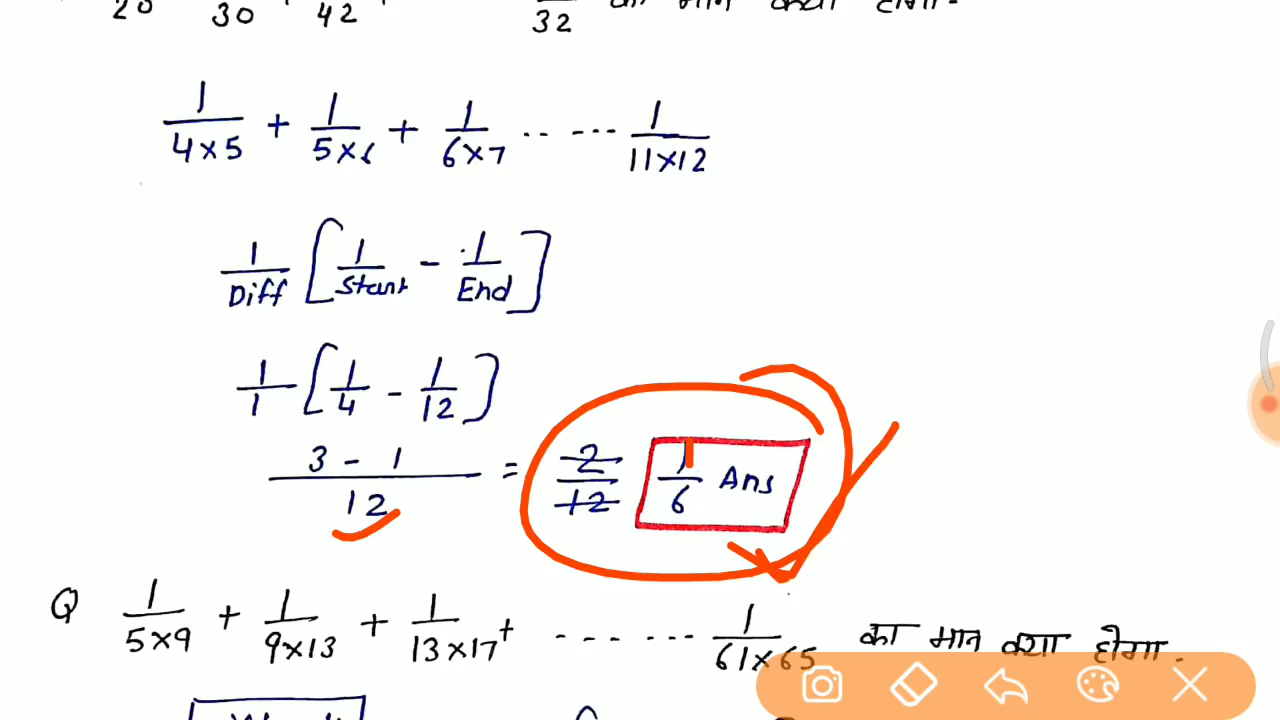 20 30 42 32 का मान क्या होगा.
1/(4×5) + 1/(5×6) + 1/(6×7) ..... 1/(11×12)
1/Diff [1/Start - 1/End]
1/1 [1/4 - 1/12]
(3 - 1)/12 = 2/12 1/6 Ans
Q 1/(5×9) + 1/(9×13) + 1/(13×17) + ....... 1/(61×65) का मान क्या होगा.